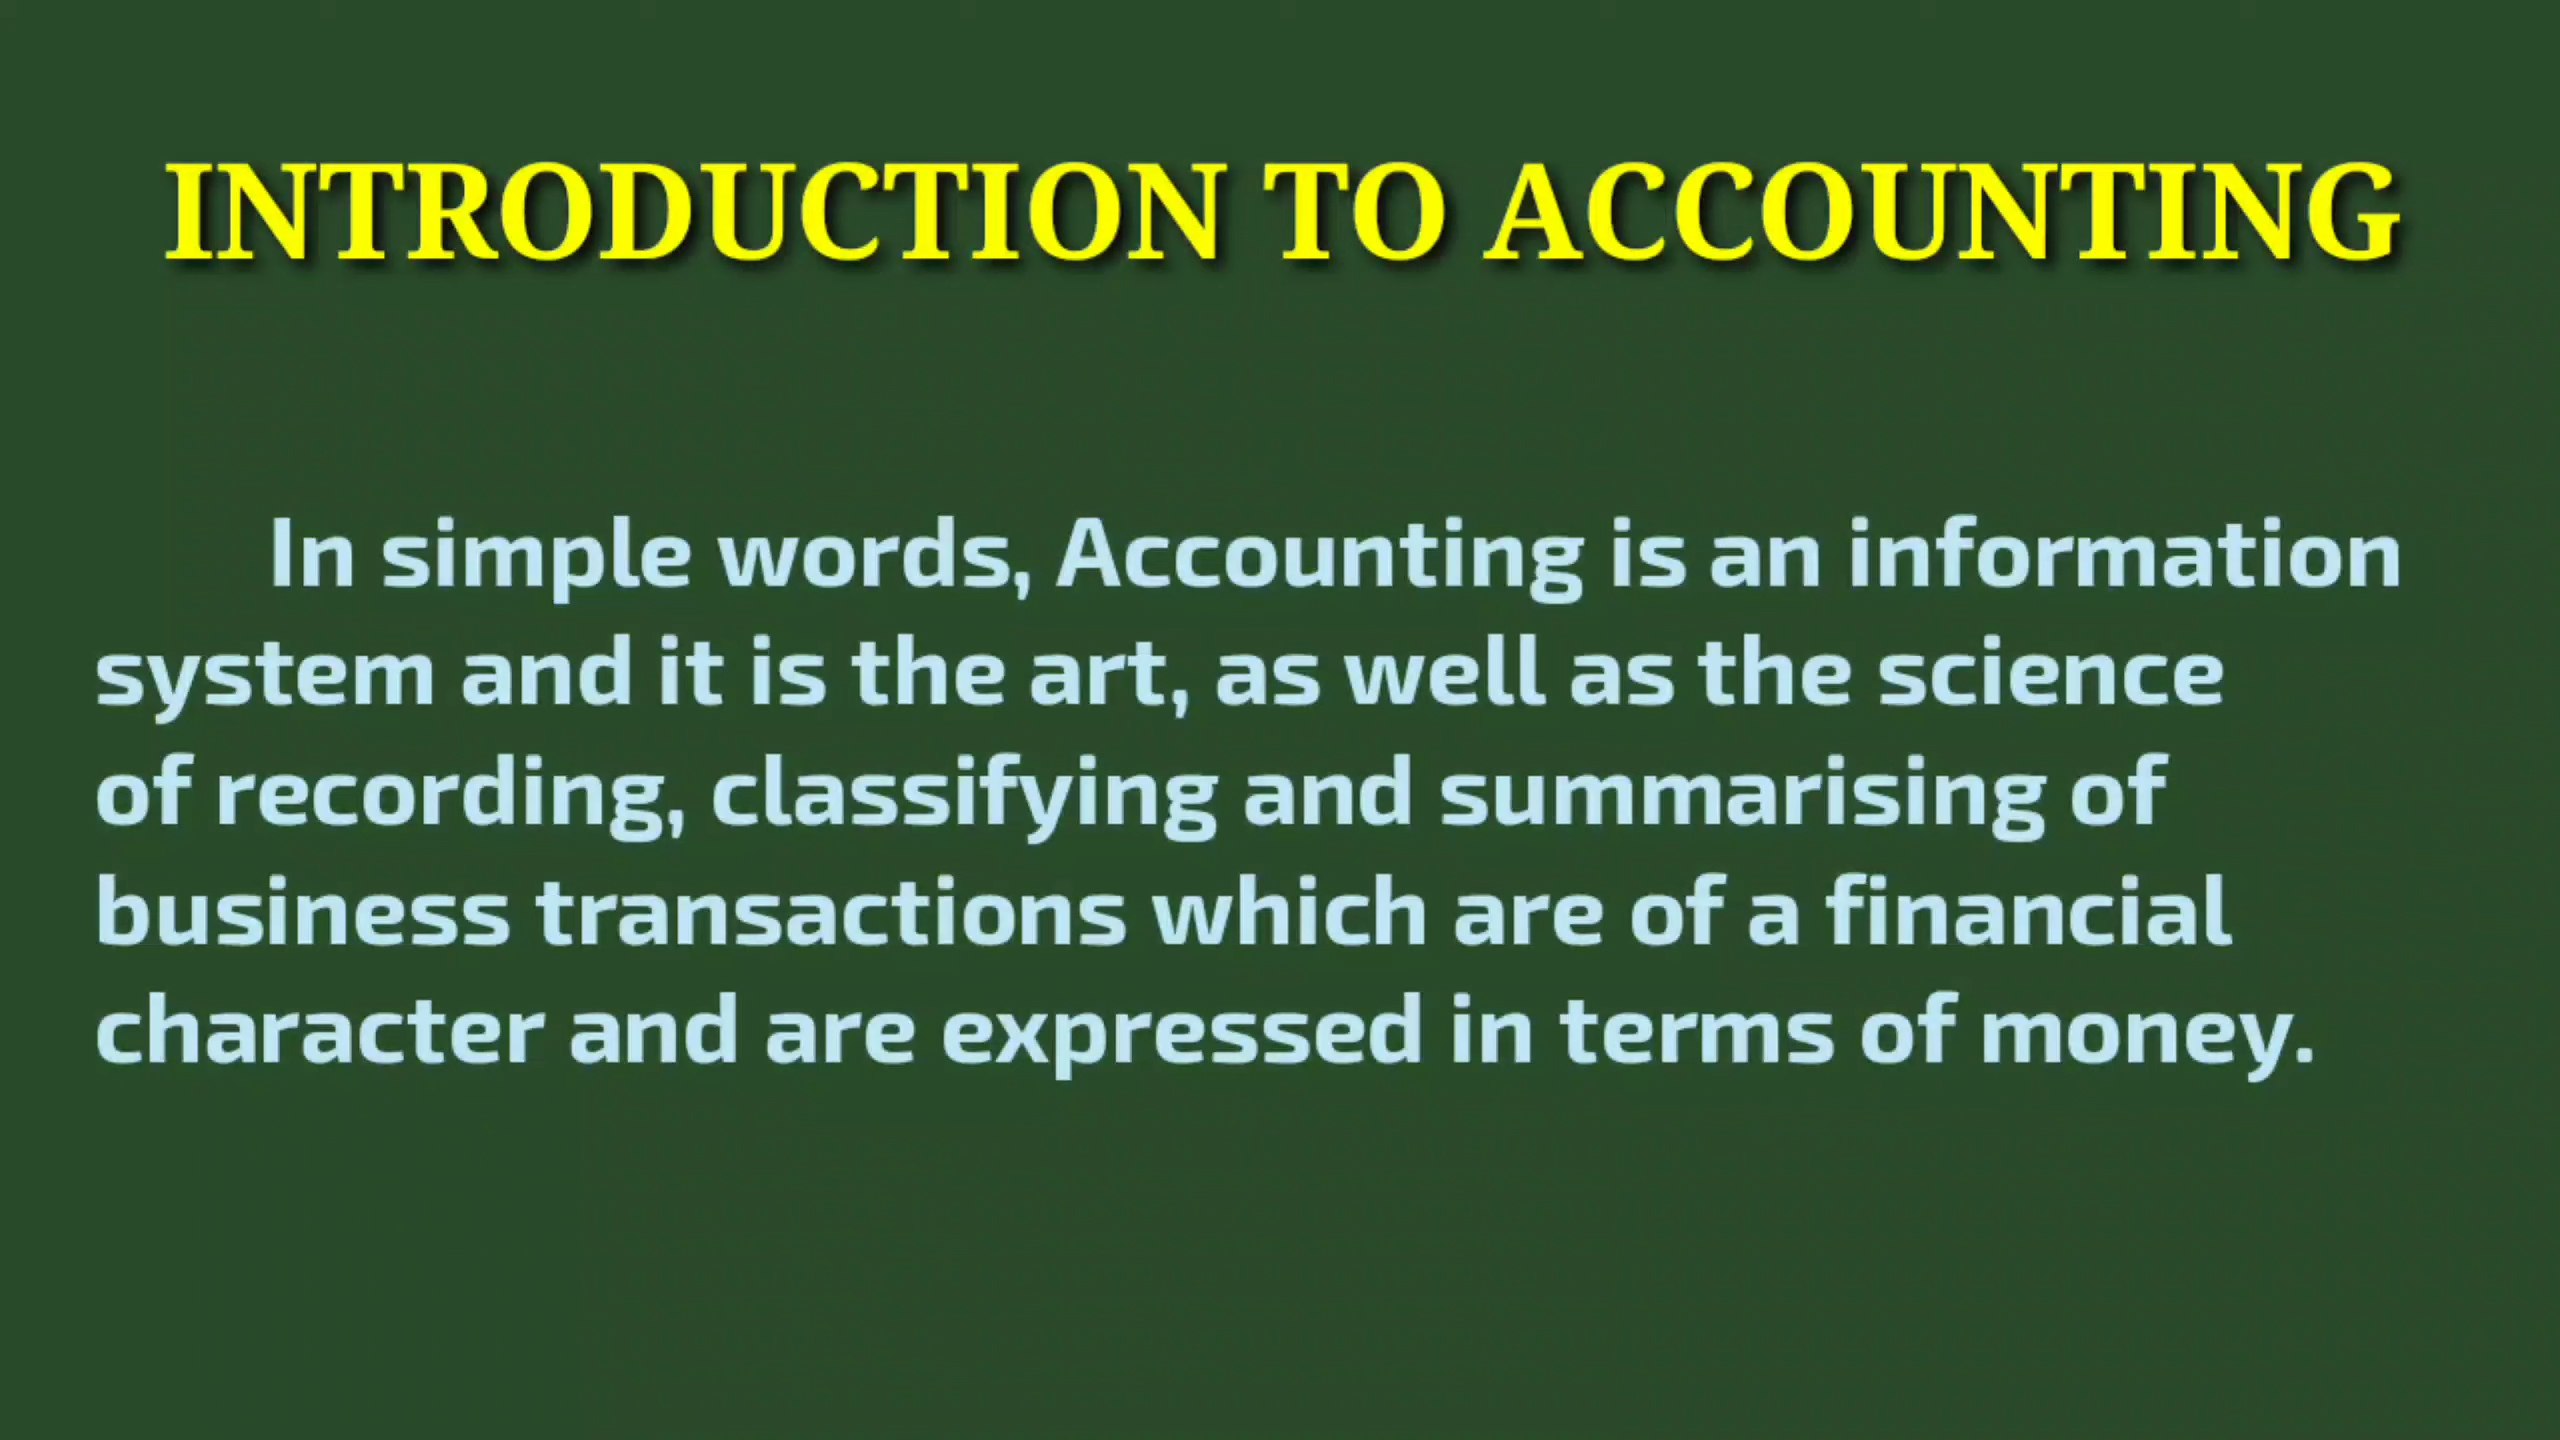 INTRODUCTION TO ACCOUNTING
In simple words, Accounting is an information
system and it is the art, as well as the science
of recording, classifying and summarising of
business transactions which are of a financial
character and are expressed in terms of money.